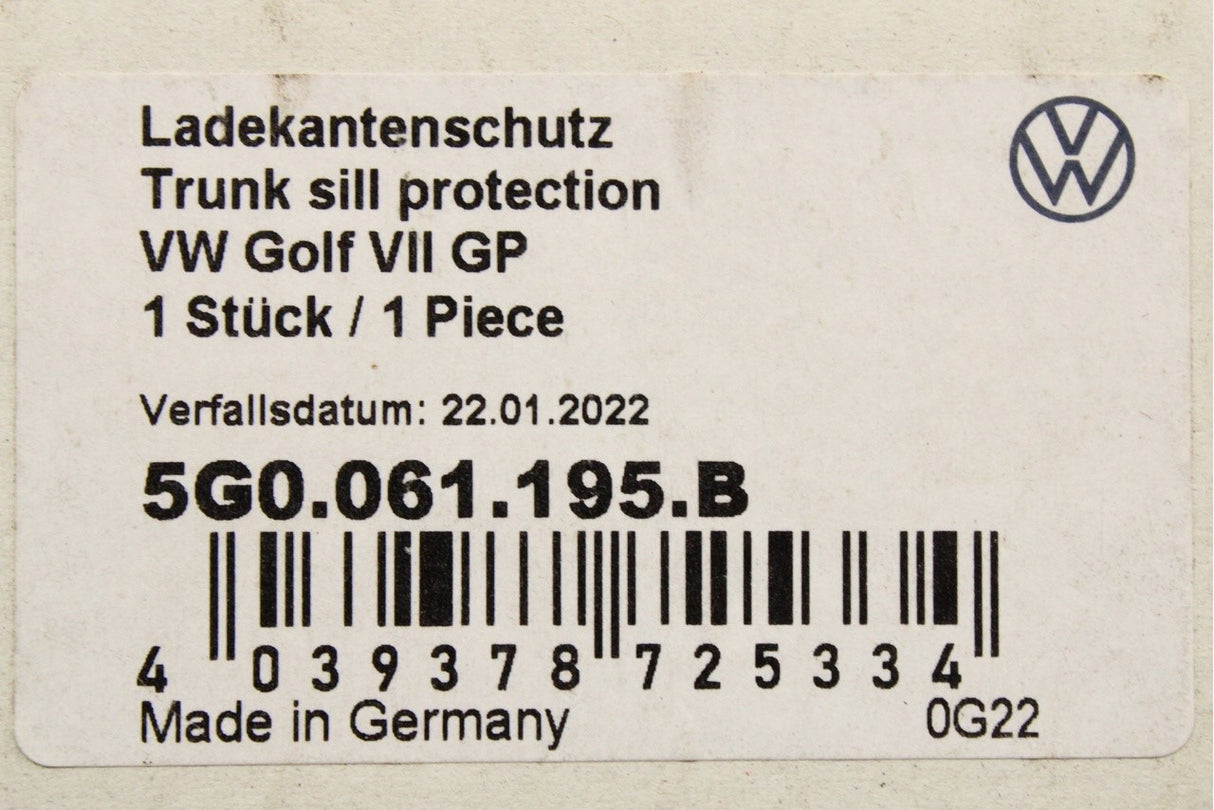 Ladekantenschutz
Trunk sill protection
VW Golf VII GP
1 Stück / 1 Piece
Verfallsdatum: 22.01.2022
5G0.061.195.B
4 039378 725334
Made in Germany 0G22